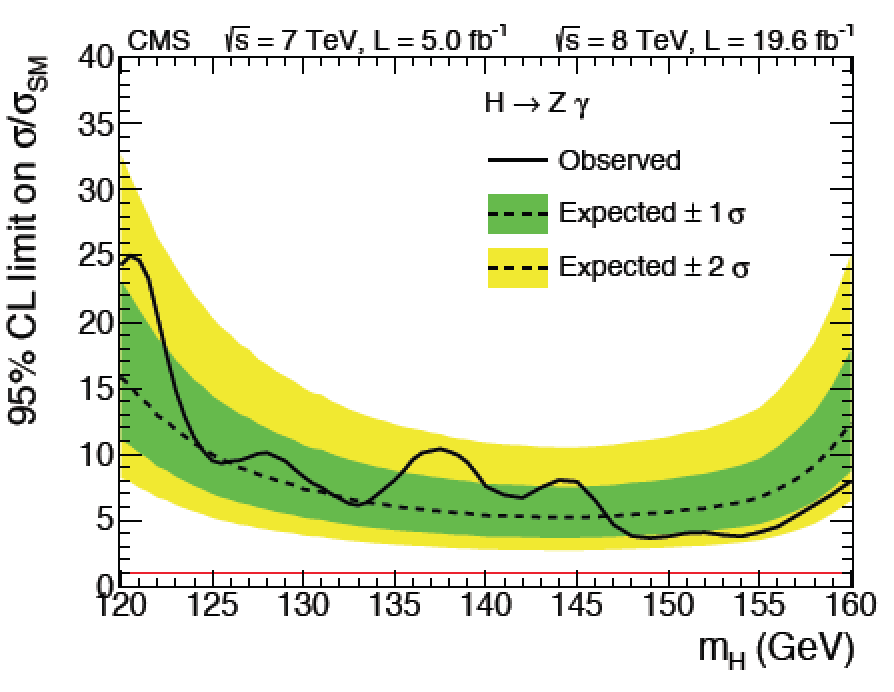 CMS √s = 7 TeV, L = 5.0 fb⁻¹ √s = 8 TeV, L = 19.6 fb⁻¹
95% CL limit on σ/σSM
40
35
30
25
20
15
10
5
0
H → Z γ
Observed
Expected ± 1 σ
Expected ± 2 σ
120 125 130 135 140 145 150 155 160
mH (GeV)